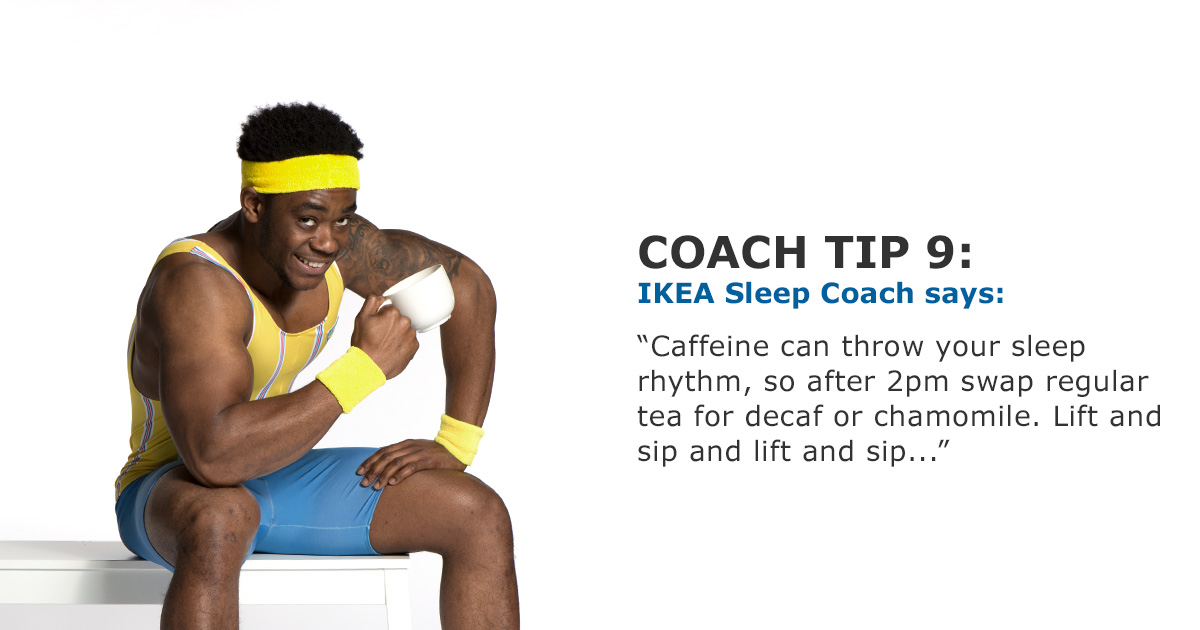 COACH TIP 9:
IKEA Sleep Coach says:
“Caffeine can throw your sleep
rhythm, so after 2pm swap regular
tea for decaf or chamomile. Lift and
sip and lift and sip...”